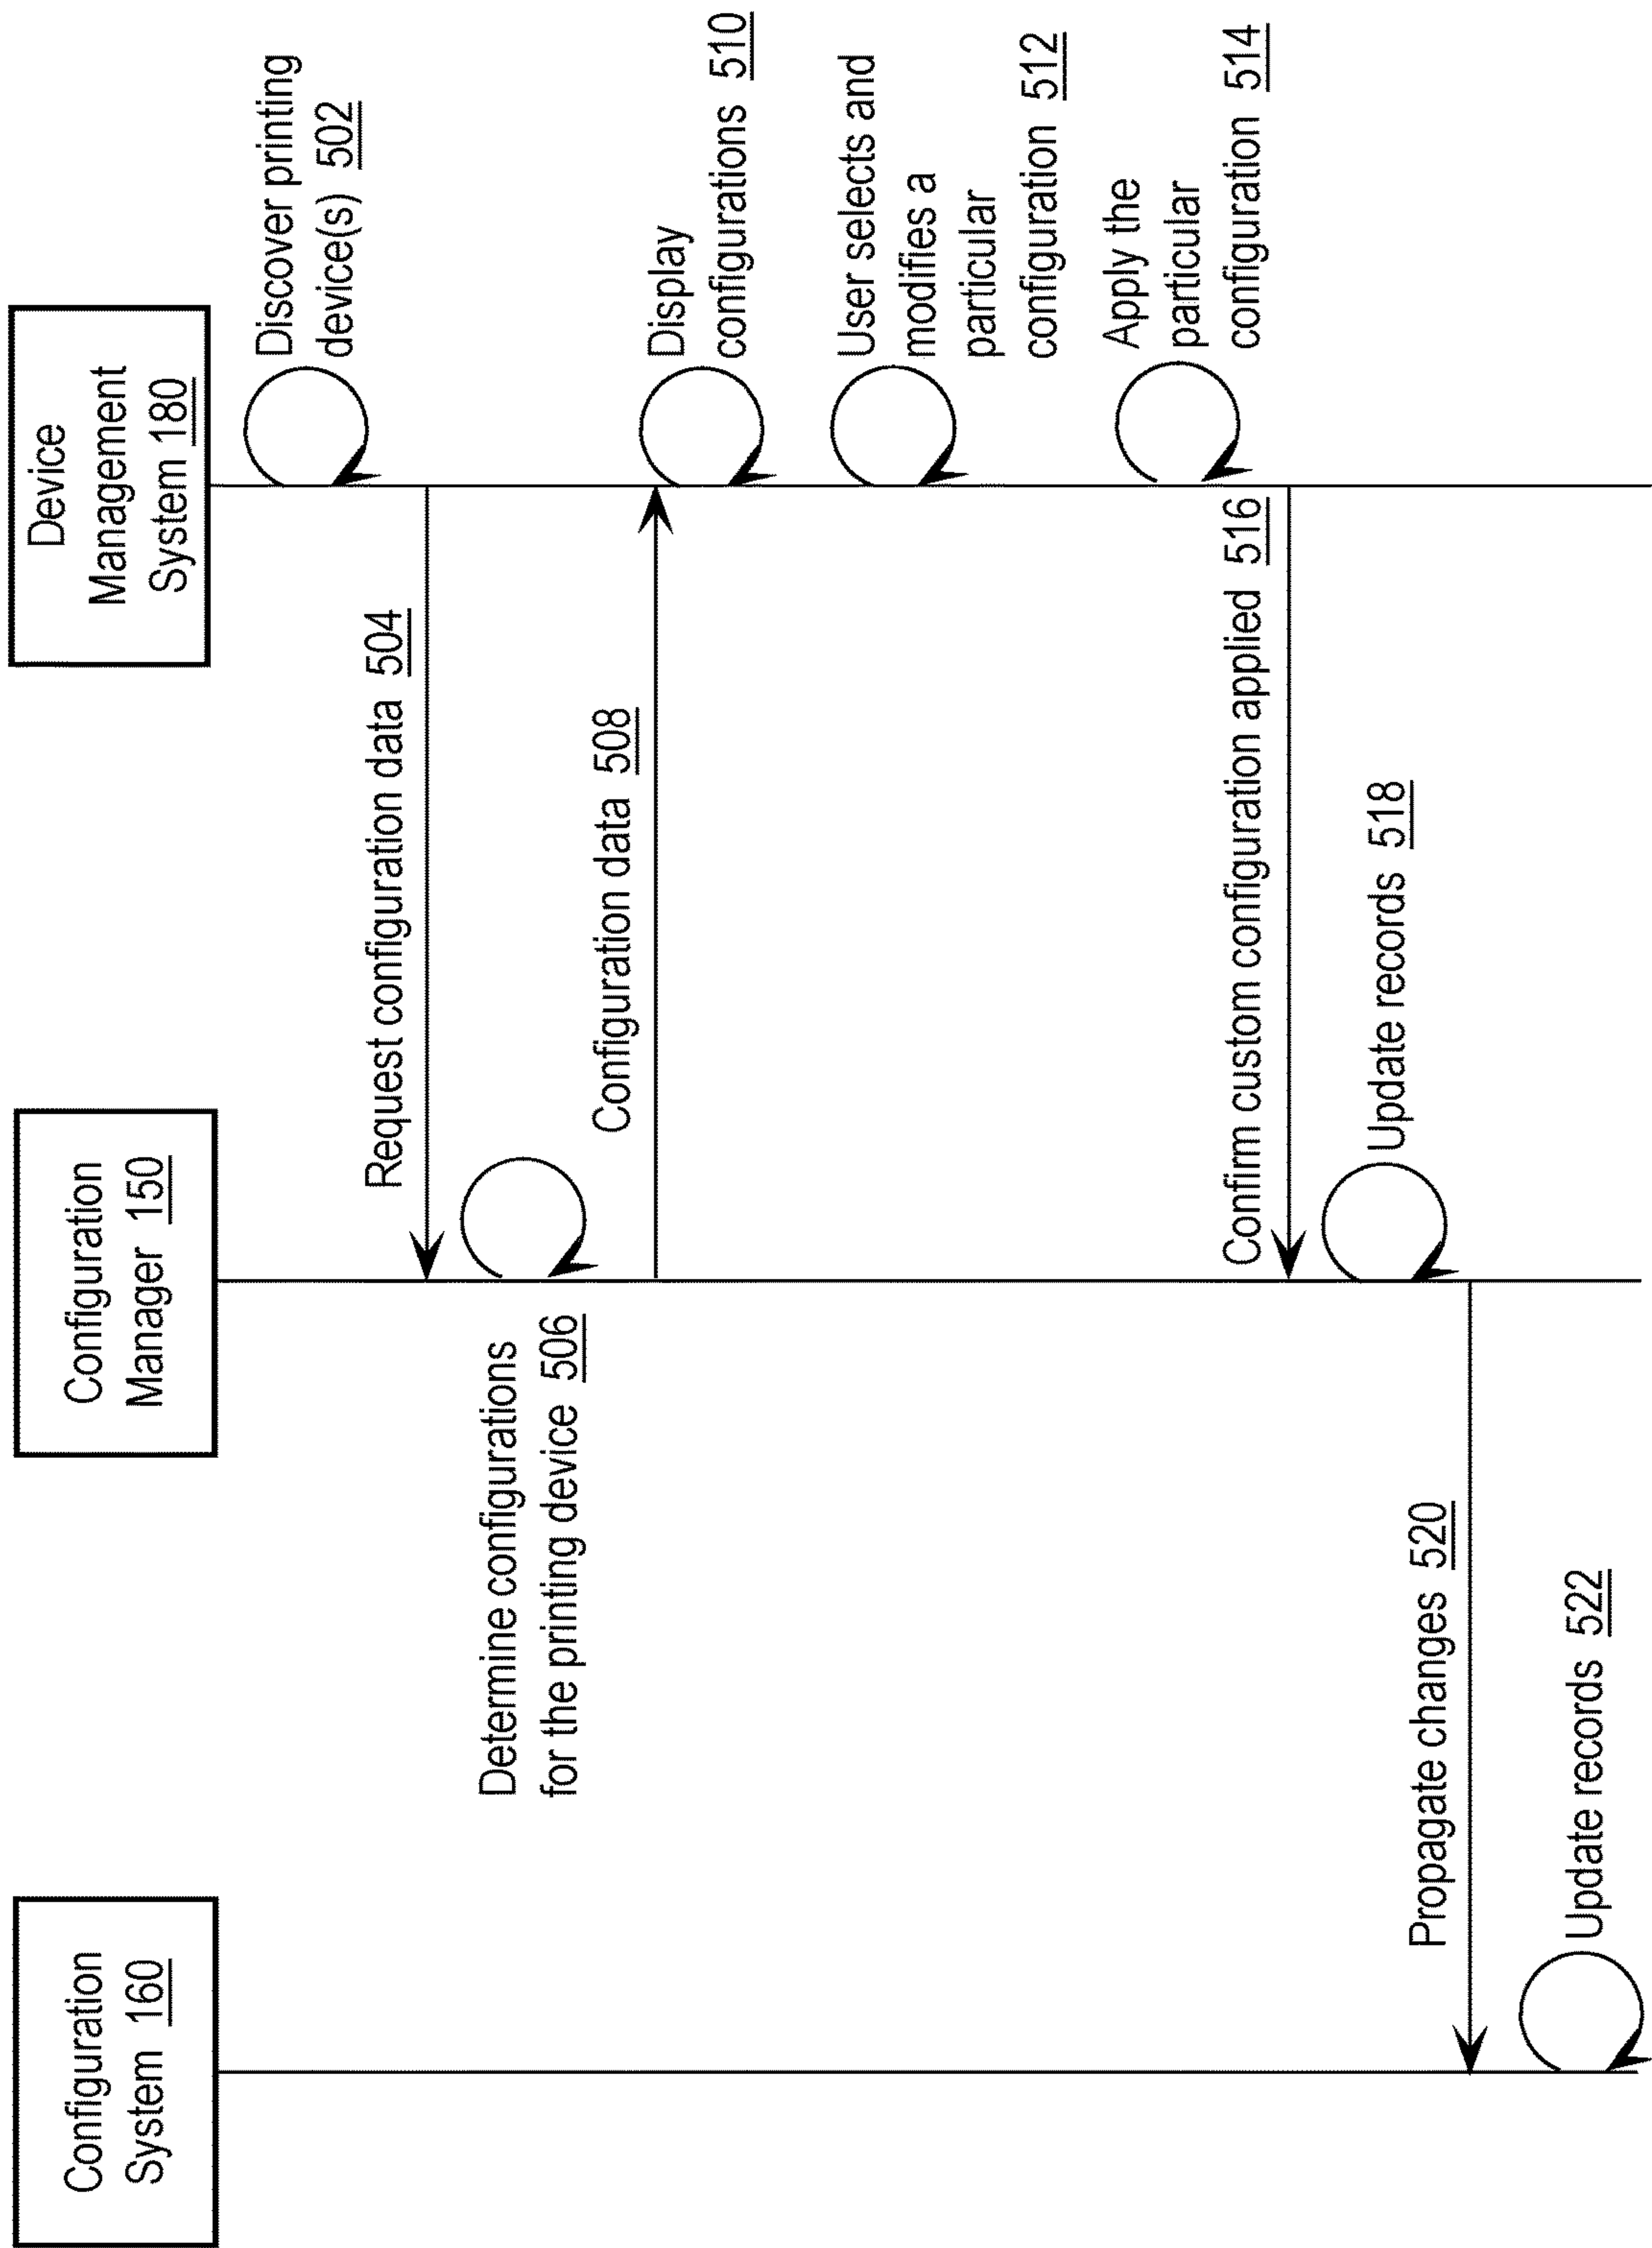 Configuration
System 160
Configuration
Manager 150
Device
Management
System 180
Discover printing
device(s) 502
Request configuration data 504
Determine configurations
for the printing device 506
Configuration data 508
Display
configurations 510
User selects and
modifies a
particular
configuration 512
Apply the
particular
configuration 514
Confirm custom configuration applied 516
Update records 518
Propagate changes 520
Update records 522